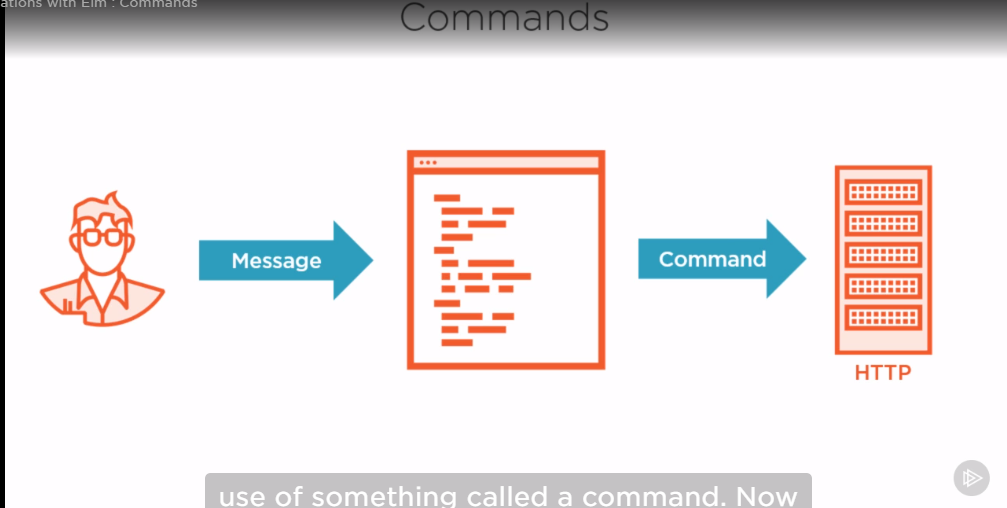 ations with Elm : Commands
Commands
Message
Command
HTTP
use of something called a command. Now